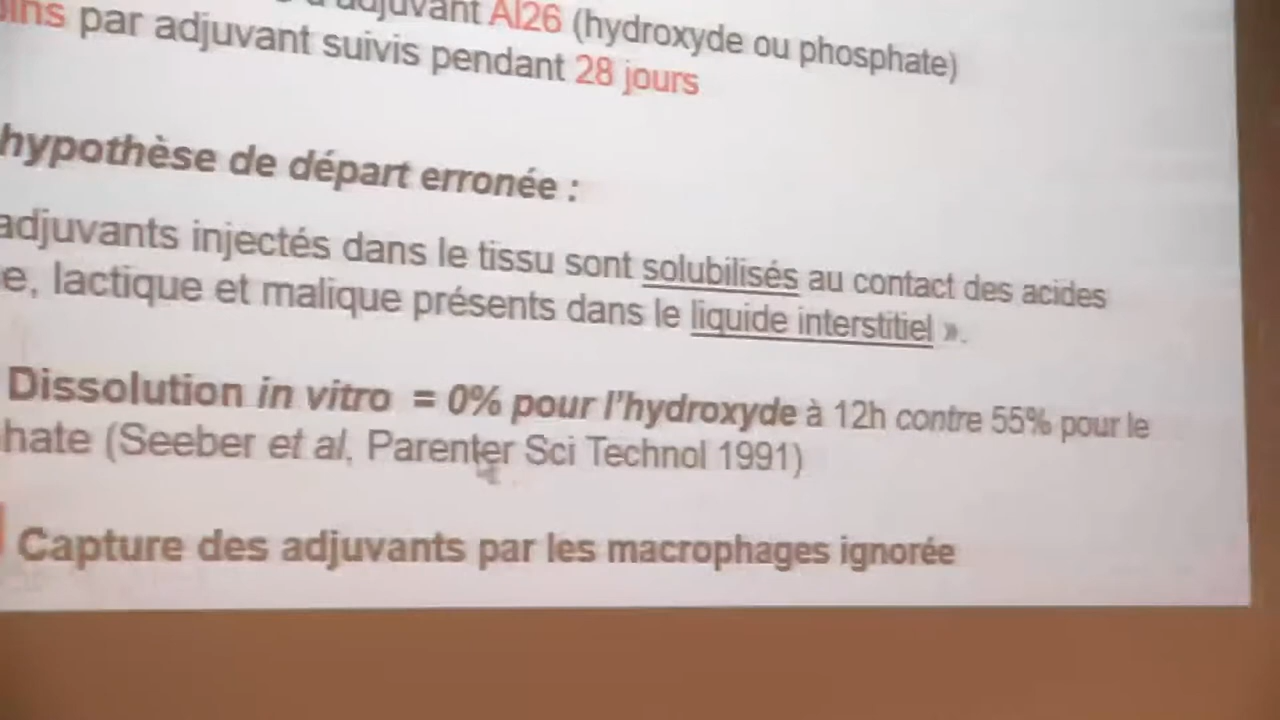 adjuvant Al26 (hydroxyde ou phosphate)
par adjuvant suivis pendant 28 jours
hypothèse de départ erronée :
adjuvants injectés dans le tissu sont solubilisés au contact des acides
e, lactique et malique présents dans le liquide interstitiel ».
Dissolution in vitro = 0% pour l'hydroxyde à 12h contre 55% pour le
hate (Seeber et al. Parenter Sci Technol 1991)
Capture des adjuvants par les macrophages ignorée